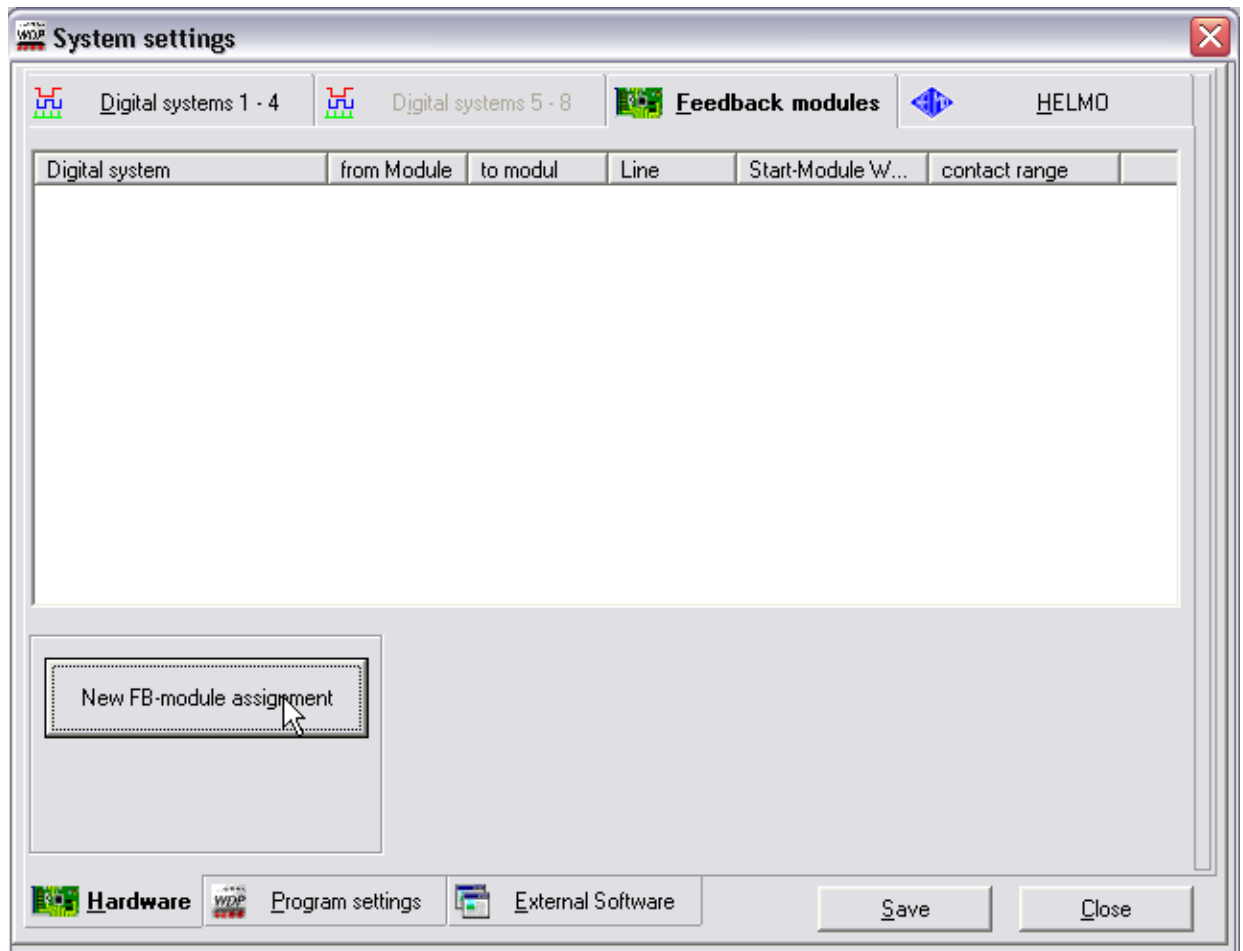 System settings
Digital systems 1 - 4 Digital systems 5 - 8 Feedback modules HELMO
Digital system from Module to modul Line Start-Module W... contact range
New FB-module assignment
Hardware WDP Program settings External Software Save Close